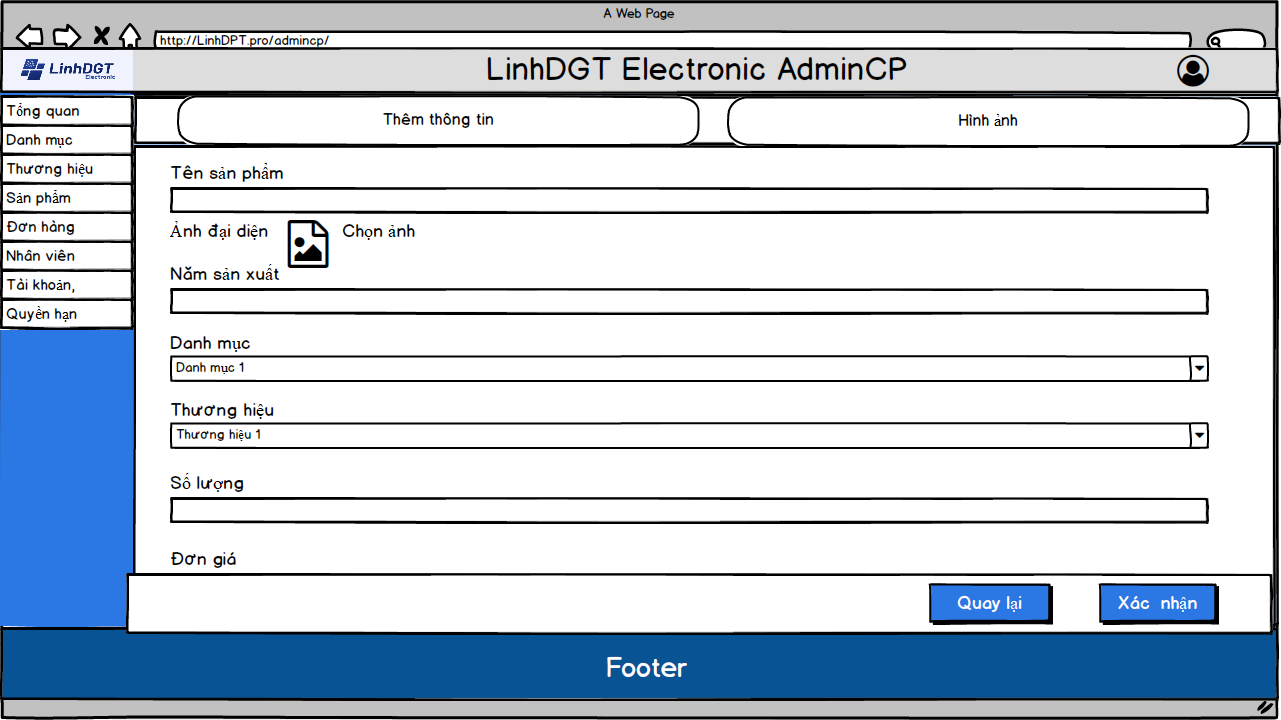 A Web Page
http://LinhDPT.pro/admincp/
LinhDGT
Electronic
LinhDGT Electronic AdminCP
Tổng quan
Danh mục
Thương hiệu
Sản phẩm
Đơn hàng
Nhân viên
Tài khoản,
Quyền hạn
Thêm thông tin
Hình ảnh
Tên sản phẩm
Ảnh đại diện
Chọn ảnh
Năm sản xuất
Danh mục
Danh mục 1
Thương hiệu
Thương hiệu 1
Số lượng
Đơn giá
Quay lại
Xác nhận
Footer